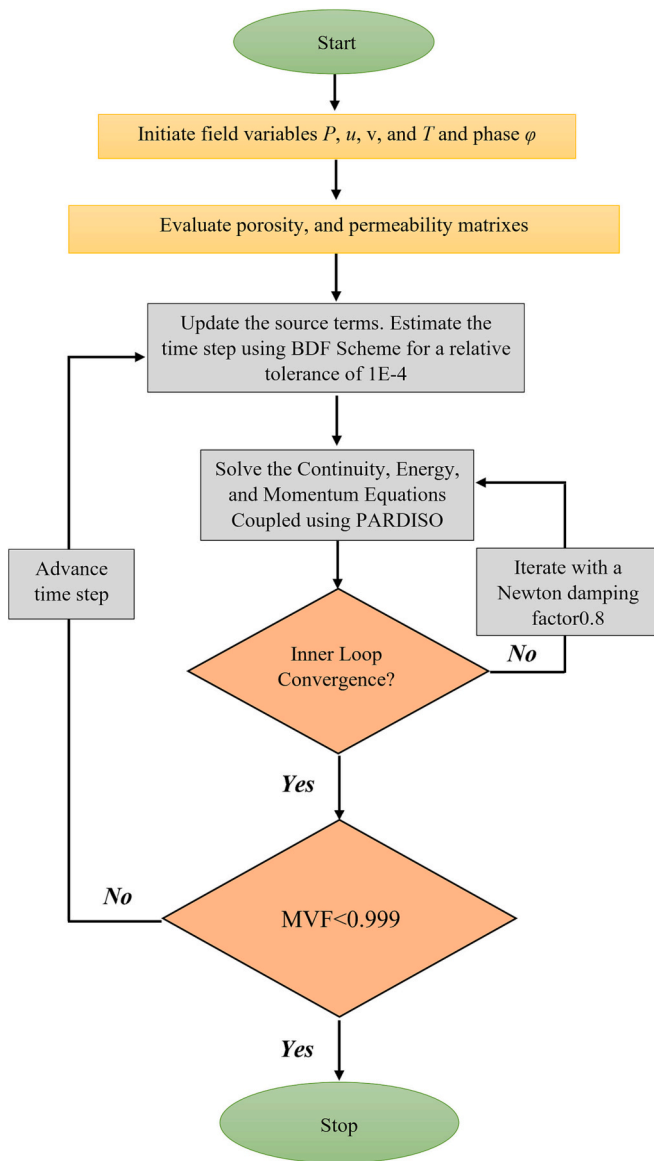 Start
Initiate field variables P, u, v, and T and phase φ
Evaluate porosity, and permeability matrixes
Update the source terms. Estimate the
time step using BDF Scheme for a relative
tolerance of 1E-4
Solve the Continuity, Energy,
and Momentum Equations
Coupled using PARDISO
Advance
time step
Iterate with a
Newton damping
factor0.8
Inner Loop
Convergence?
No
Yes
No
MVF<0.999
Yes
Stop